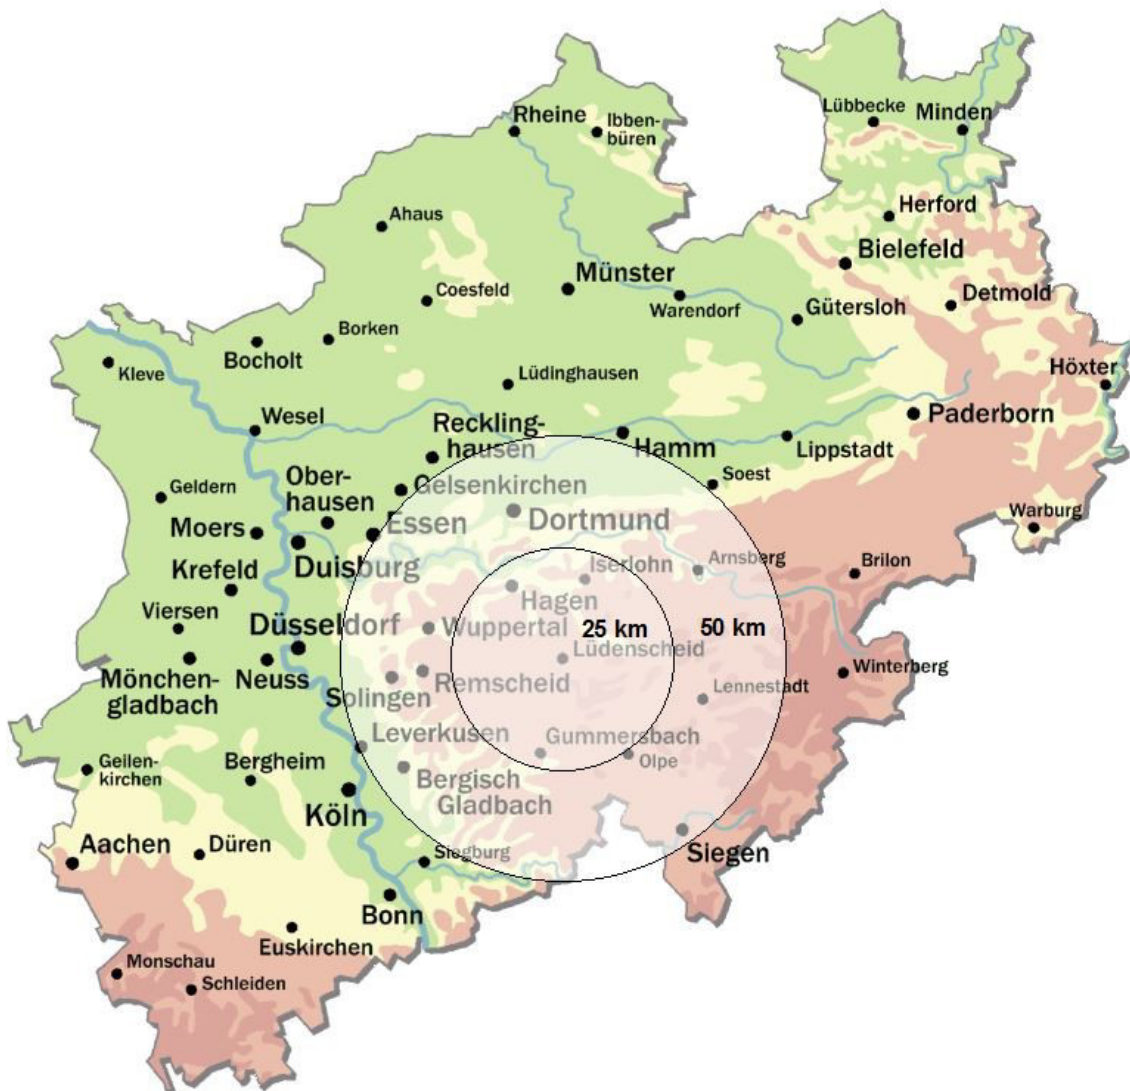 Lübbecke
Minden
Rheine
Ibben-
büren
Herford
Ahaus
Bielefeld
Münster
Coesfeld
Warendorf
Gütersloh
Detmold
Borken
Bocholt
Kleve
Höxter
Lüdinghausen
Wesel
Reckling-
hausen
Paderborn
Hamm
Lippstadt
Soest
Ober-
hausen
Gelsenkirchen
Geldern
Moers
Essen
Dortmund
Warburg
Duisburg
Krefeld
Iserlohn
Arnsberg
Brilon
Hagen
Viersen
Düsseldorf
Wuppertal
25 km
50 km
Lüdenscheid
Winterberg
Mönchen-
gladbach
Neuss
Solingen
Remscheid
Lennestadt
Leverkusen
Gummersbach
Olpe
Geilen-
kirchen
Bergheim
Bergisch
Gladbach
Köln
Aachen
Düren
Siegburg
Siegen
Bonn
Euskirchen
Monschau
Schleiden